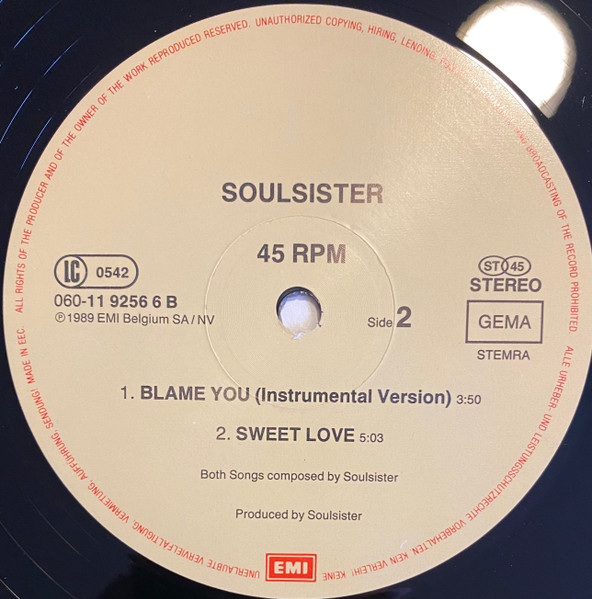 ALL RIGHTS OF THE PRODUCER AND OF THE OWNER OF THE WORK REPRODUCED RESERVED. UNAUTHORIZED COPYING, HIRING, LENDING,
BROADCASTING OF THE RECORD PROHIBITED.
SOULSISTER
45 RPM
LC 0542
060-11 9256 6 B
℗1989 EMI Belgium SA/NV
ST 45
STEREO
GEMA
STEMRA
Side 2
1. BLAME YOU (Instrumental Version) 3:50
2. SWEET LOVE 5:03
Both Songs composed by Soulsister
Produced by Soulsister
EMI
ALLE URHEBER- UND LEISTUNGSSCHUTZRECHTE VORBEHALTEN. KEIN VERLEIH! KEINE
UNERLAUBTE VERVIELFÄLTIGUNG, VERMIETUNG, AUFFÜHRUNG, SENDUNG! MADE IN EEC.